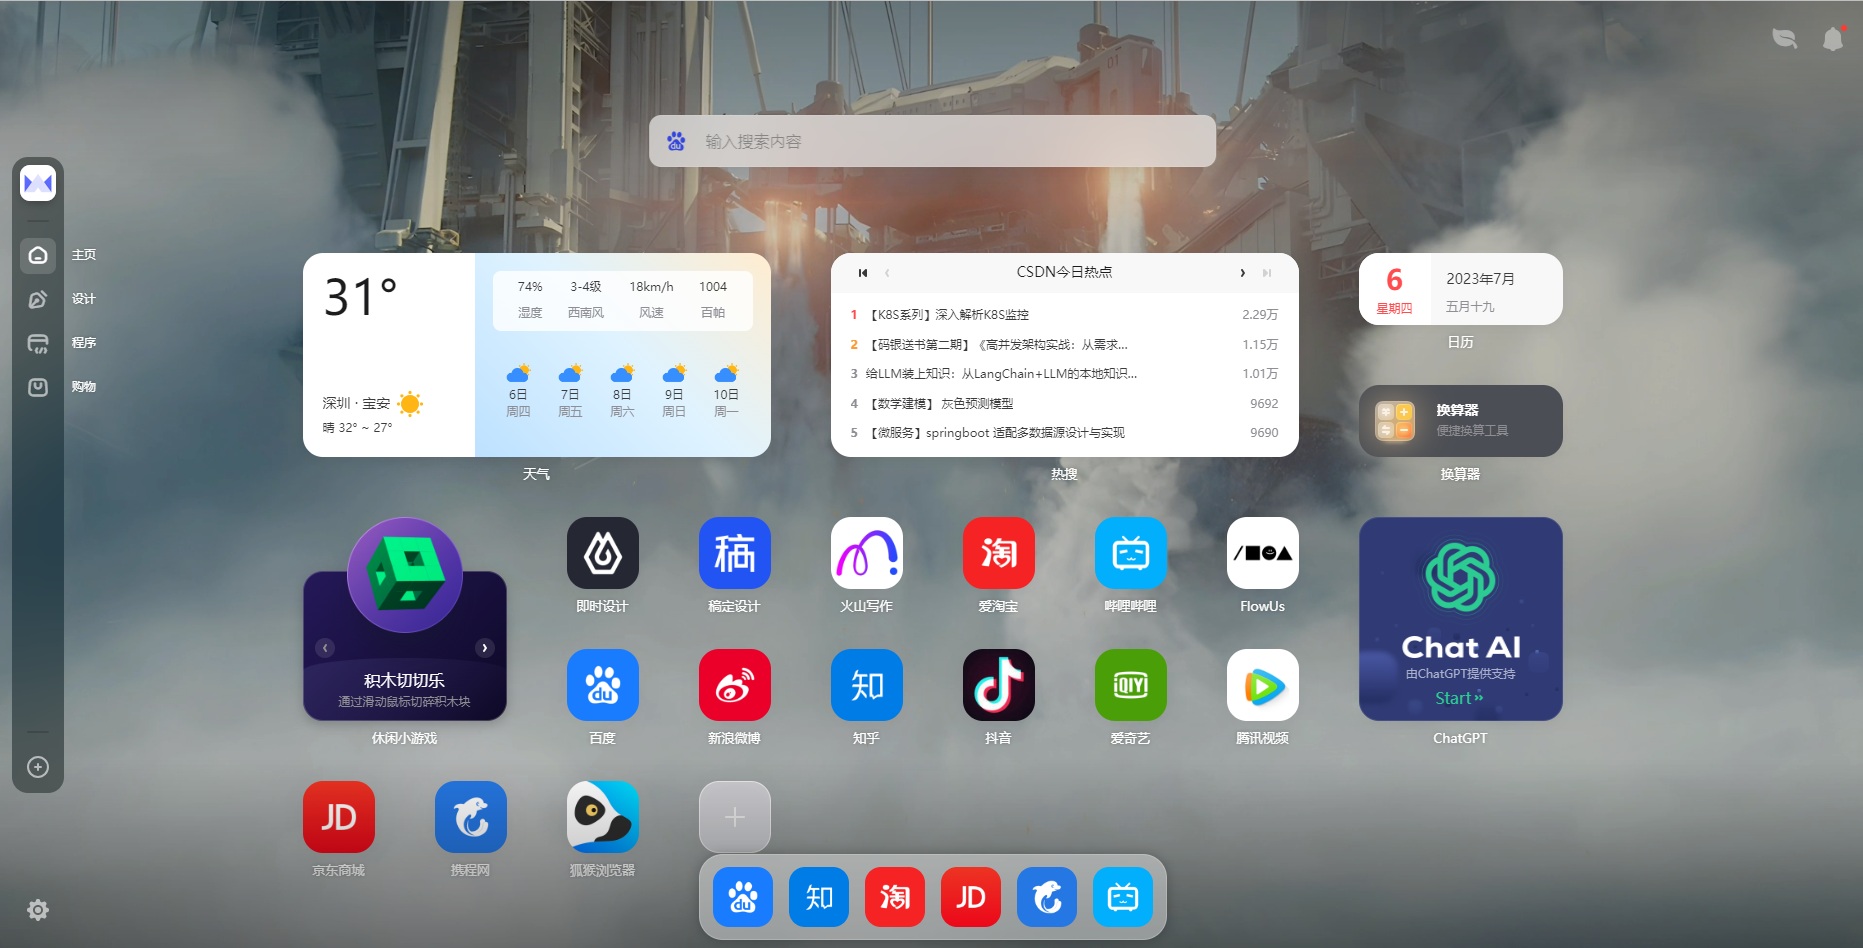 输入搜索内容
主页
设计
程序
购物
31°
深圳 · 宝安
晴 32° ~ 27°
74% 3-4级 18km/h 1004
湿度 西南风 风速 百帕
6日 7日 8日 9日 10日
周四 周五 周六 周日 周一
天气
CSDN今日热点
1 【K8S系列】深入解析K8S监控 2.29万
2 【码银送书第二期】《高并发架构实战：从需求... 1.15万
3 给LLM装上知识：从LangChain+LLM的本地知识... 1.01万
4 【数学建模】 灰色预测模型 9692
5 【微服务】springboot 适配多数据源设计与实现 9690
热搜
6
星期四
2023年7月
五月十九
日历
换算器
便捷换算工具
换算器
积木切切乐
通过滑动鼠标切碎积木块
休闲小游戏
稿 淘
即时设计 稿定设计 火山写作 爱淘宝 哔哩哔哩 FlowUs
du 知 iQIYI
百度 新浪微博 知乎 抖音 爱奇艺 腾讯视频
Chat AI
由ChatGPT提供支持
Start »
ChatGPT
JD
京东商城 携程网 狐猴浏览器
du 知 淘 JD